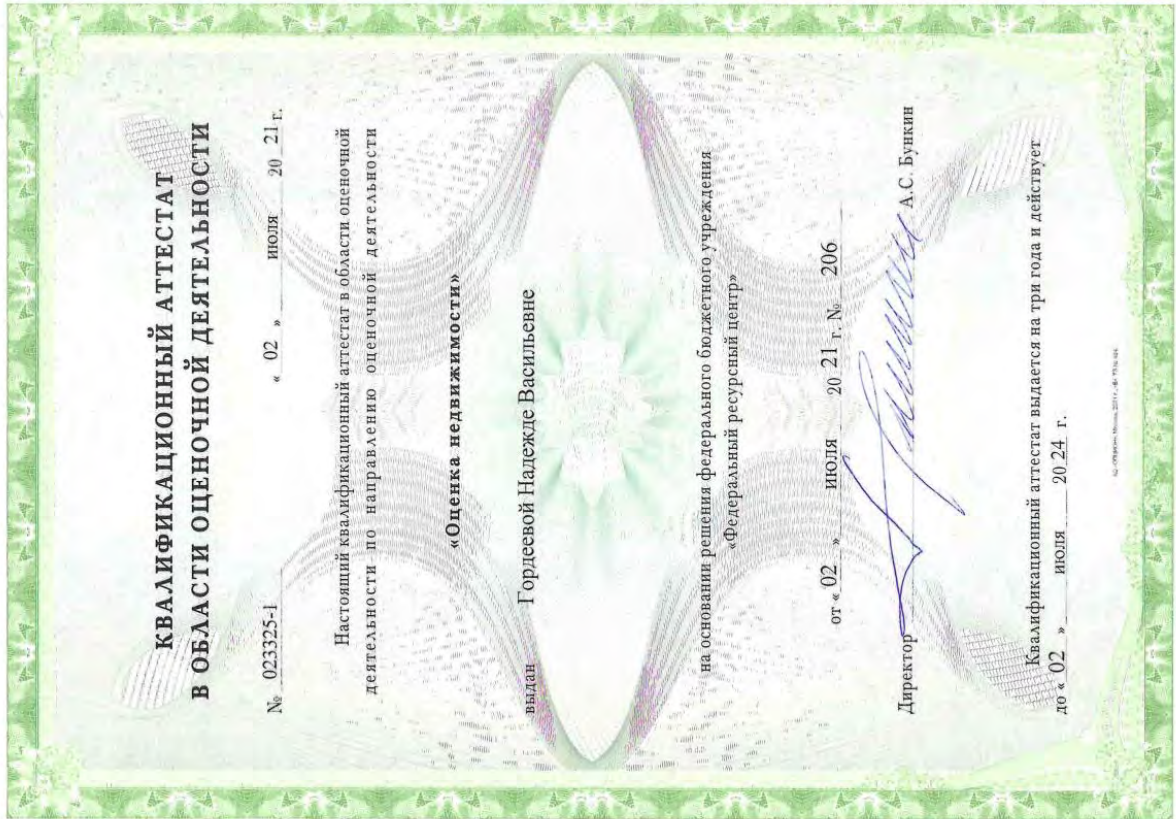 КВАЛИФИКАЦИОННЫЙ АТТЕСТАТ
В ОБЛАСТИ ОЦЕНОЧНОЙ ДЕЯТЕЛЬНОСТИ
№ 023325-1 « 02 » июля 20 21 г.
Настоящий квалификационный аттестат в области оценочной
деятельности по направлению оценочной деятельности
«Оценка недвижимости»
выдан Гордеевой Надежде Васильевне
на основании решения федерального бюджетного учреждения
«Федеральный ресурсный центр»
от « 02 » июля 20 21 г. № 206
Директор А.С. Бункин
Квалификационный аттестат выдается на три года и действует
до « 02 » июля 20 24 г.